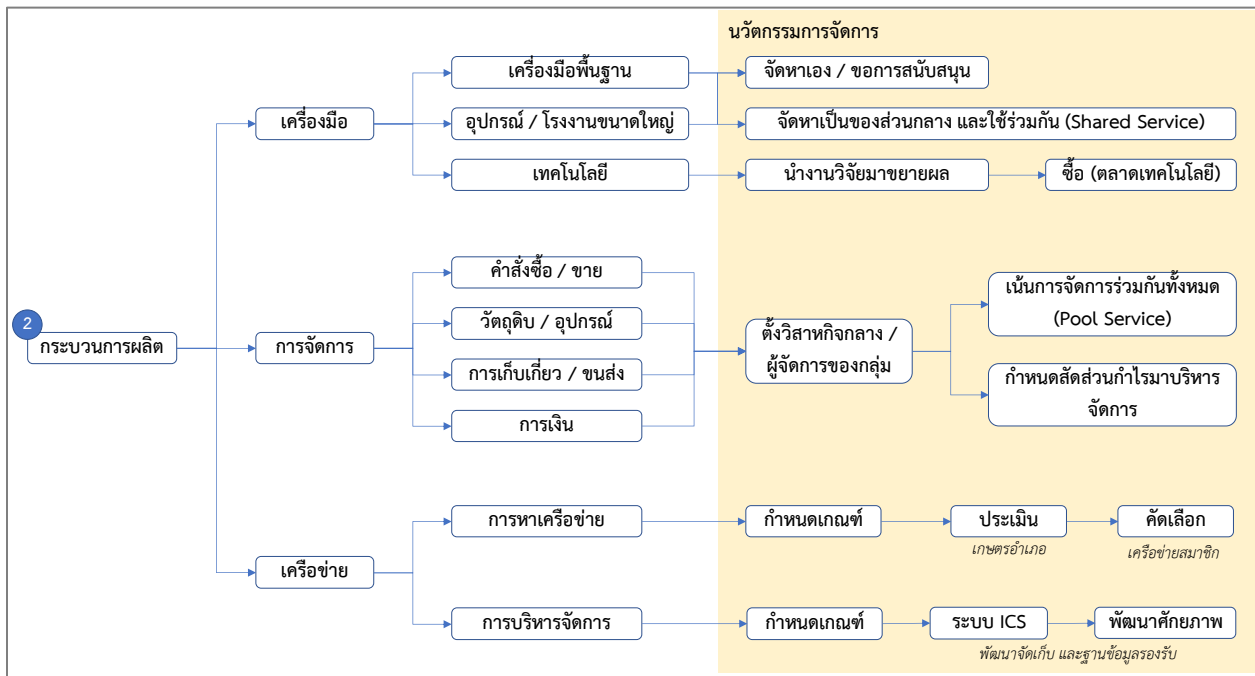 นวัตกรรมการจัดการ
เครื่องมือพื้นฐาน
จัดหาเอง / ขอการสนับสนุน
เครื่องมือ
อุปกรณ์ / โรงงานขนาดใหญ่
จัดหาเป็นของส่วนกลาง และใช้ร่วมกัน (Shared Service)
เทคโนโลยี
นำงานวิจัยมาขยายผล
ซื้อ (ตลาดเทคโนโลยี)
2
กระบวนการผลิต
การจัดการ
คำสั่งซื้อ / ขาย
วัตถุดิบ / อุปกรณ์
การเก็บเกี่ยว / ขนส่ง
การเงิน
ตั้งวิสาหกิจกลาง /
ผู้จัดการของกลุ่ม
เน้นการจัดการร่วมกันทั้งหมด
(Pool Service)
กำหนดสัดส่วนกำไรมาบริหาร
จัดการ
เครือข่าย
การหาเครือข่าย
กำหนดเกณฑ์
ประเมิน
คัดเลือก
เกษตรอำเภอ
เครือข่ายสมาชิก
การบริหารจัดการ
กำหนดเกณฑ์
ระบบ ICS
พัฒนาศักยภาพ
พัฒนาจัดเก็บ และฐานข้อมูลรองรับ